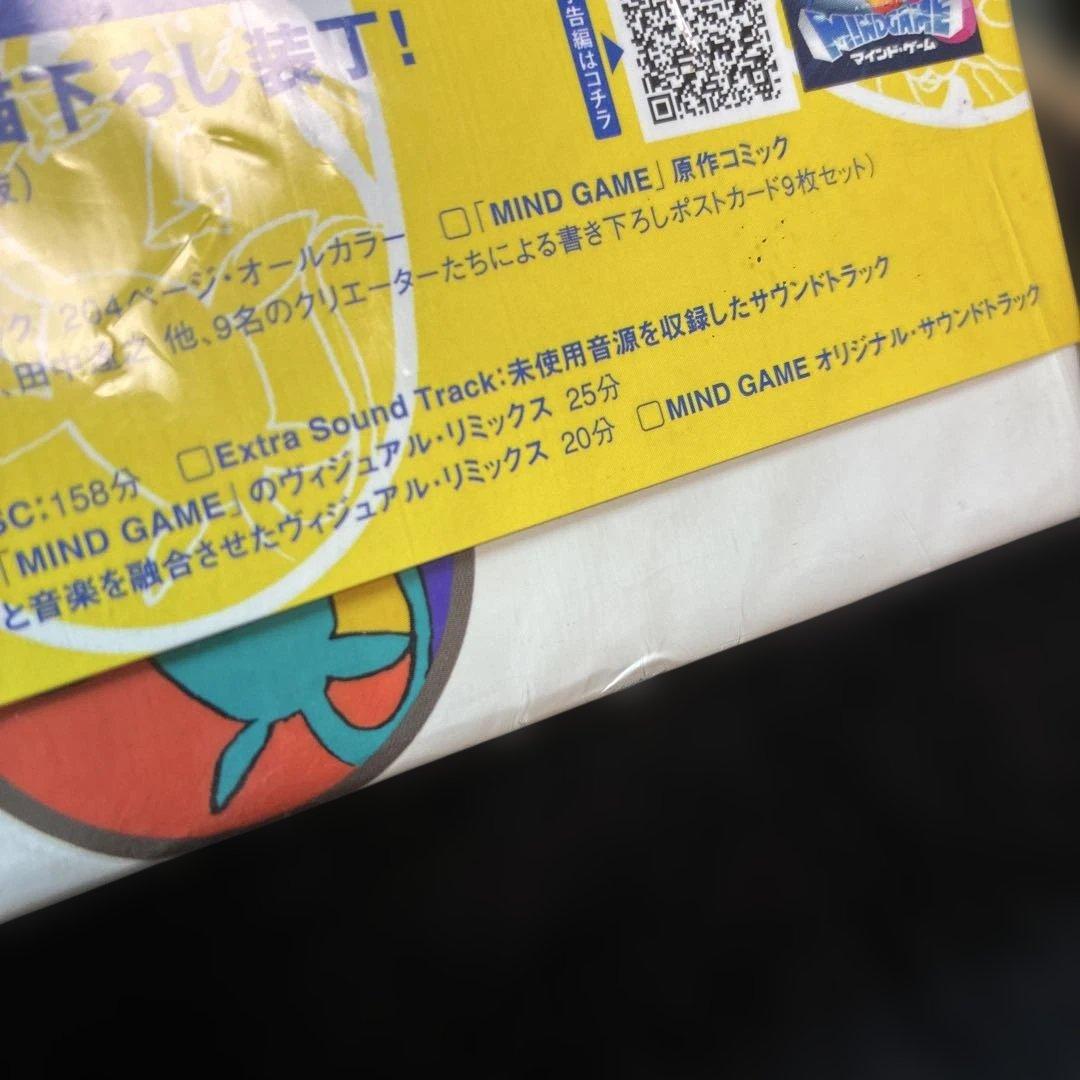 描下ろし装丁！
告編はコチラ
MINDGAME
マインド・ゲーム
□「MIND GAME」原作コミック
204ページ・オールカラー
、田中 之 他、9名のクリエーターたちによる書き下ろしポストカード9枚セット）
□Extra Sound Track：未使用音源を収録したサウンドトラック
SC：158分
「MIND GAME」のヴィジュアル・リミックス 25分
□MIND GAME オリジナル・サウンドトラック
と音楽を融合させたヴィジュアル・リミックス 20分